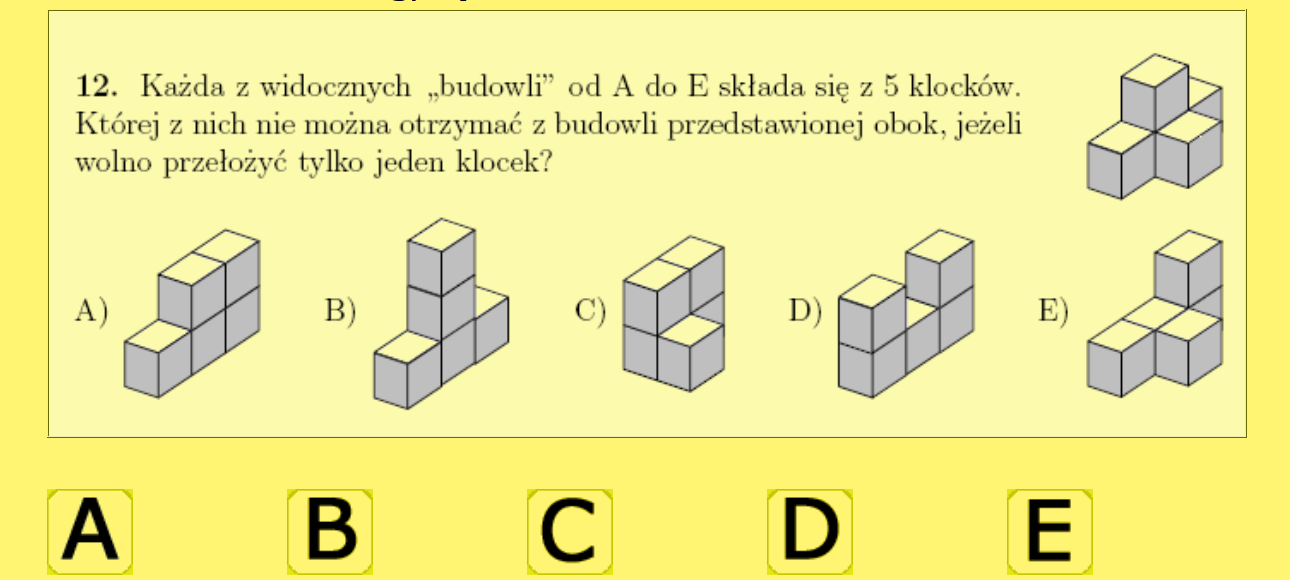 12. Każda z widocznych „budowli” od A do E składa się z 5 klocków.
Której z nich nie można otrzymać z budowli przedstawionej obok, jeżeli
wolno przełożyć tylko jeden klocek?
A) B) C) D) E)
A B C D E